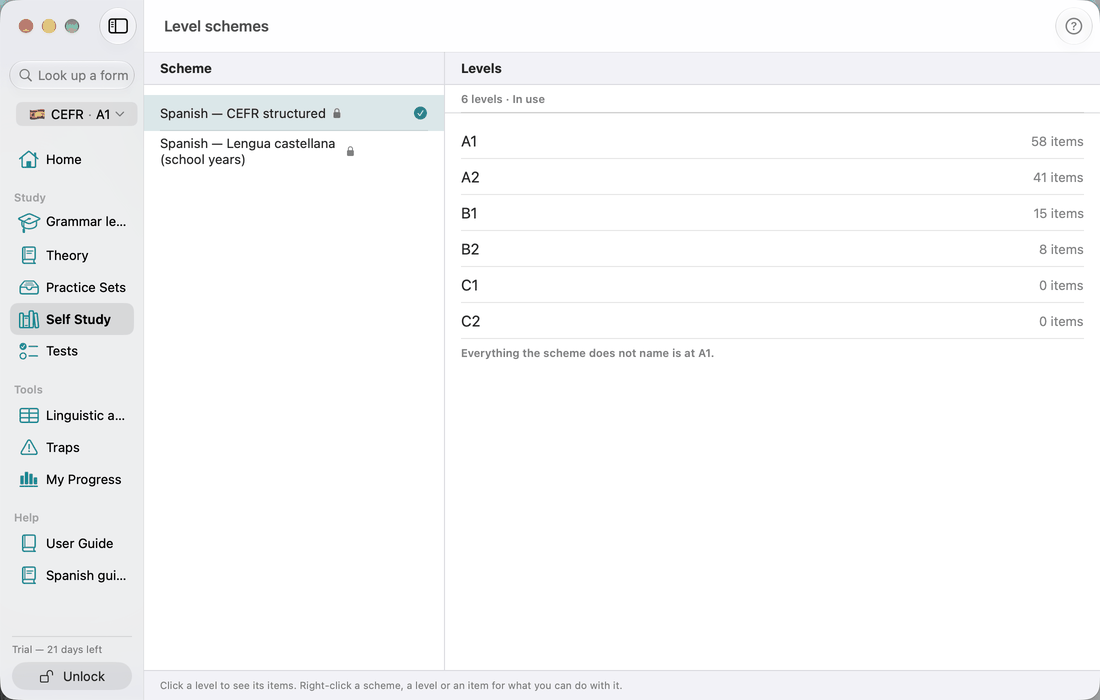 Level schemes
Look up a form
CEFR · A1
Home
Study
Grammar le...
Theory
Practice Sets
Self Study
Tests
Tools
Linguistic a...
Traps
My Progress
Help
User Guide
Spanish gui...
Trial — 21 days left
Unlock
Scheme
Spanish — CEFR structured
Spanish — Lengua castellana
(school years)
Levels
6 levels · In use
A1 58 items
A2 41 items
B1 15 items
B2 8 items
C1 0 items
C2 0 items
Everything the scheme does not name is at A1.
Click a level to see its items. Right-click a scheme, a level or an item for what you can do with it.